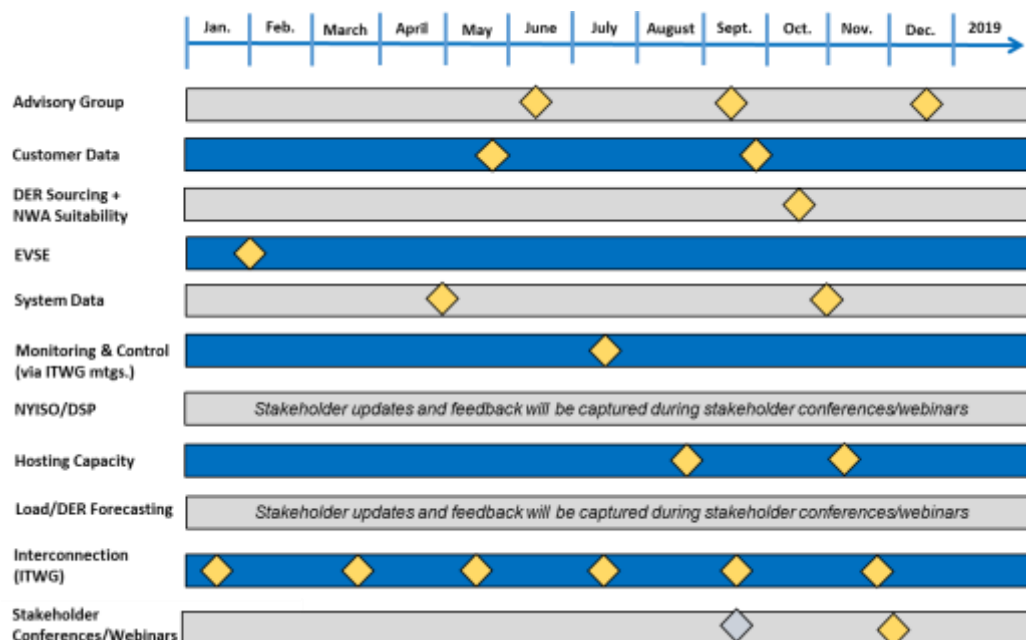 Jan. Feb. March April May June July August Sept. Oct. Nov. Dec. 2019
Advisory Group
Customer Data
DER Sourcing +
NWA Suitability
EVSE
System Data
Monitoring & Control
(via ITWG mtgs.)
NYISO/DSP Stakeholder updates and feedback will be captured during stakeholder conferences/webinars
Hosting Capacity
Load/DER Forecasting Stakeholder updates and feedback will be captured during stakeholder conferences/webinars
Interconnection
(ITWG)
Stakeholder
Conferences/Webinars